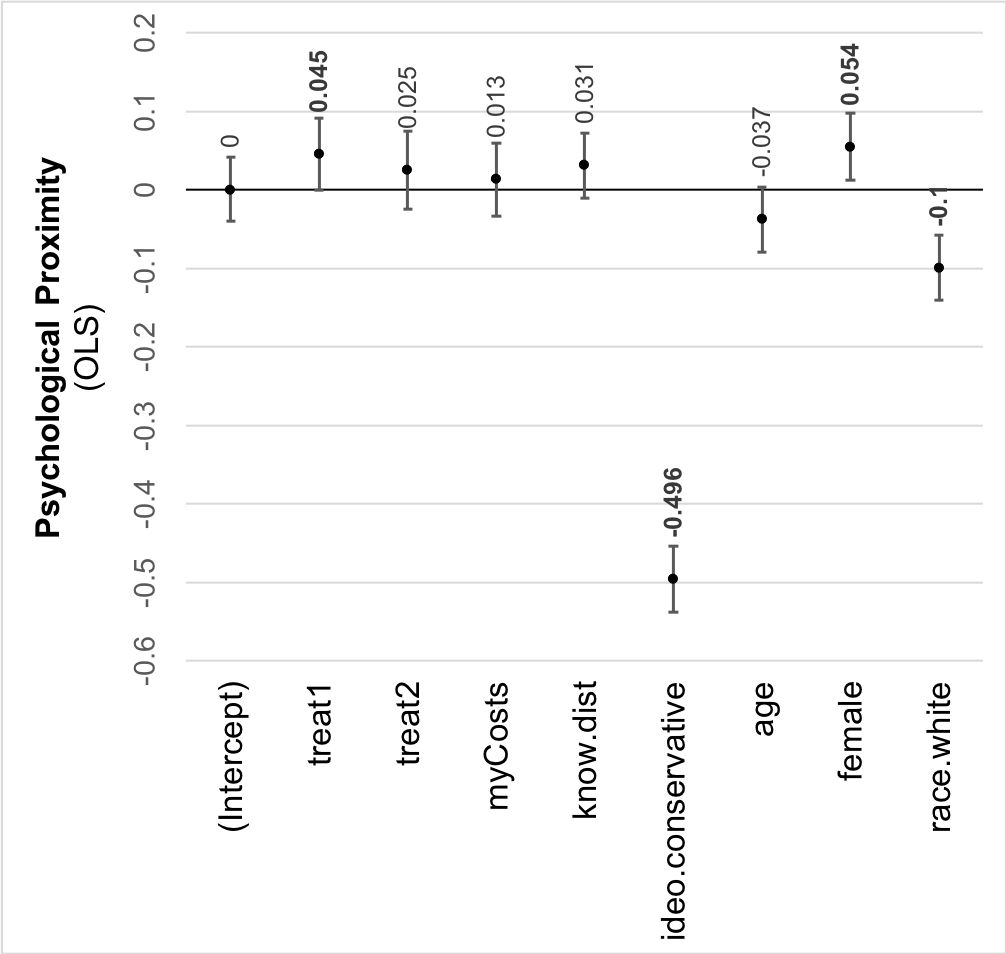 Psychological Proximity
(OLS)
0.2
0.1
0
-0.1
-0.2
-0.3
-0.4
-0.5
-0.6
0
0.045
0.025
0.013
0.031
-0.496
-0.037
0.054
-0.1
(Intercept)
treat1
treat2
myCosts
know.dist
ideo.conservative
age
female
race.white